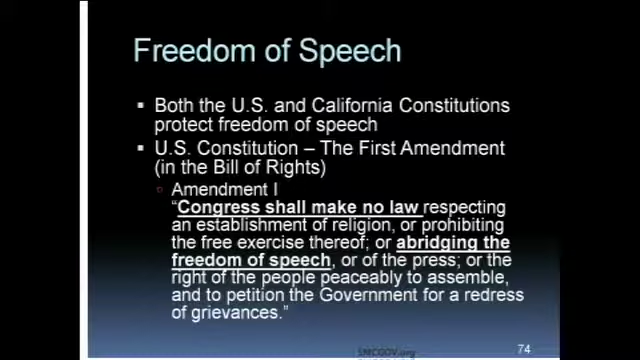 Freedom of Speech
▪ Both the U.S. and California Constitutions
protect freedom of speech
▪ U.S. Constitution – The First Amendment
(in the Bill of Rights)
○ Amendment I
“Congress shall make no law respecting
an establishment of religion, or prohibiting
the free exercise thereof; or abridging the
freedom of speech, or of the press; or the
right of the people peaceably to assemble,
and to petition the Government for a redress
of grievances.”
74